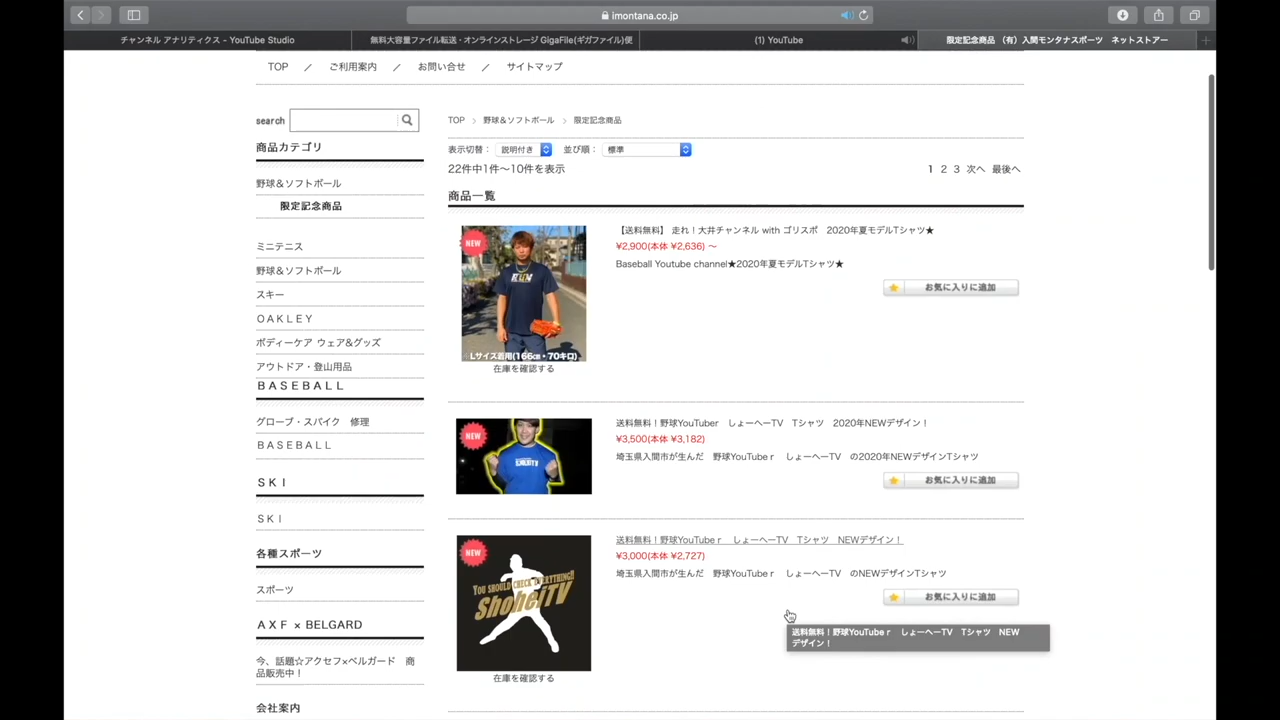 imontana.co.jp
チャンネル アナリティクス - YouTube Studio
無料大容量ファイル転送・オンラインストレージ GigaFile(ギガファイル)便
(1) YouTube
限定記念商品 （有）入間モンタナスポーツ ネットストアー
TOP ／ ご利用案内 ／ お問い合せ ／ サイトマップ
search
商品カテゴリ
野球＆ソフトボール
限定記念商品
ミニテニス
野球＆ソフトボール
スキー
ＯＡＫＬＥＹ
ボディーケア ウェア&グッズ
アウトドア・登山用品
ＢＡＳＥＢＡＬＬ
グローブ・スパイク 修理
ＢＡＳＥＢＡＬＬ
ＳＫＩ
ＳＫＩ
各種スポーツ
スポーツ
ＡＸＦ × BELGARD
今、話題☆アクセフ×ベルガード 商
品販売中！
会社案内
TOP > 野球＆ソフトボール > 限定記念商品
表示切替： 説明付き 並び順： 標準
22件中1件～10件を表示
1 2 3 次へ 最後へ
商品一覧
NEW
RUN
Lサイズ着用(166㎝・70キロ)
在庫を確認する
【送料無料】 走れ！大井チャンネル with ゴリスポ 2020年夏モデルTシャツ★
¥2,900(本体 ¥2,636) ～
Baseball Youtube channel★2020年夏モデルTシャツ★
お気に入りに追加
NEW
送料無料！野球YouTuber しょーへーTV Tシャツ 2020年NEWデザイン！
¥3,500(本体 ¥3,182)
埼玉県入間市が生んだ 野球YouTubeｒ しょーへーTV の2020年NEWデザインTシャツ
お気に入りに追加
NEW
YOU SHOULD CHECK EVERYTHING!!
ShoheiTV
在庫を確認する
送料無料！野球YouTubeｒ しょーへーTV Tシャツ NEWデザイン！
¥3,000(本体 ¥2,727)
埼玉県入間市が生んだ 野球YouTubeｒ しょーへーTV のNEWデザインTシャツ
お気に入りに追加
送料無料！野球YouTubeｒ しょーへーTV Tシャツ NEW
デザイン！